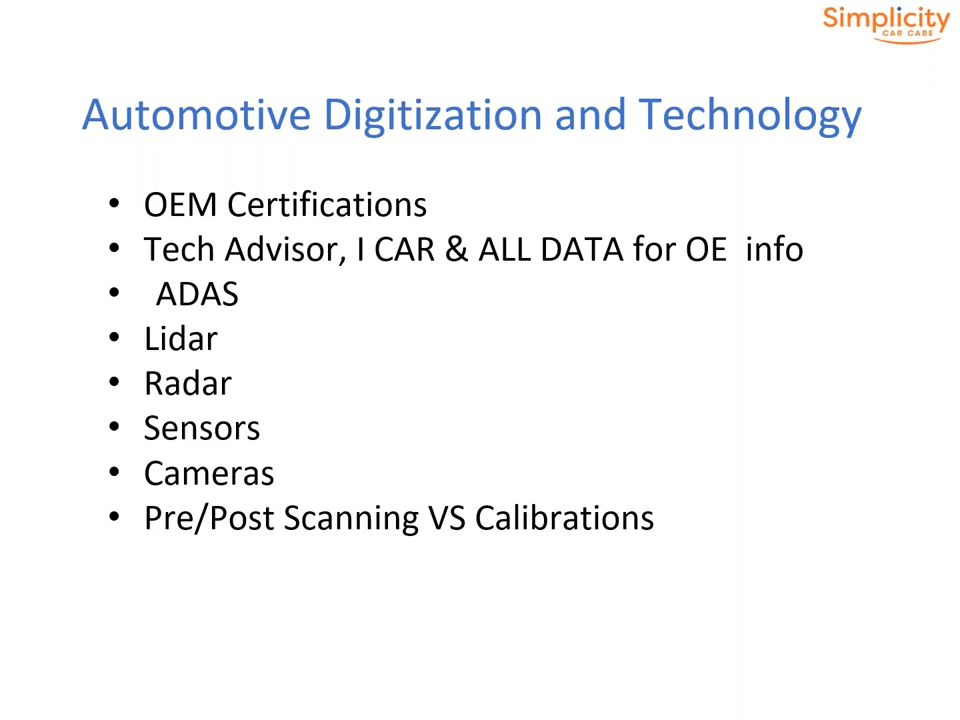 Simplicity
CAR CARE
Automotive Digitization and Technology
• OEM Certifications
• Tech Advisor, I CAR & ALL DATA for OE  info
•  ADAS
• Lidar
• Radar
• Sensors
• Cameras
• Pre/Post Scanning VS Calibrations